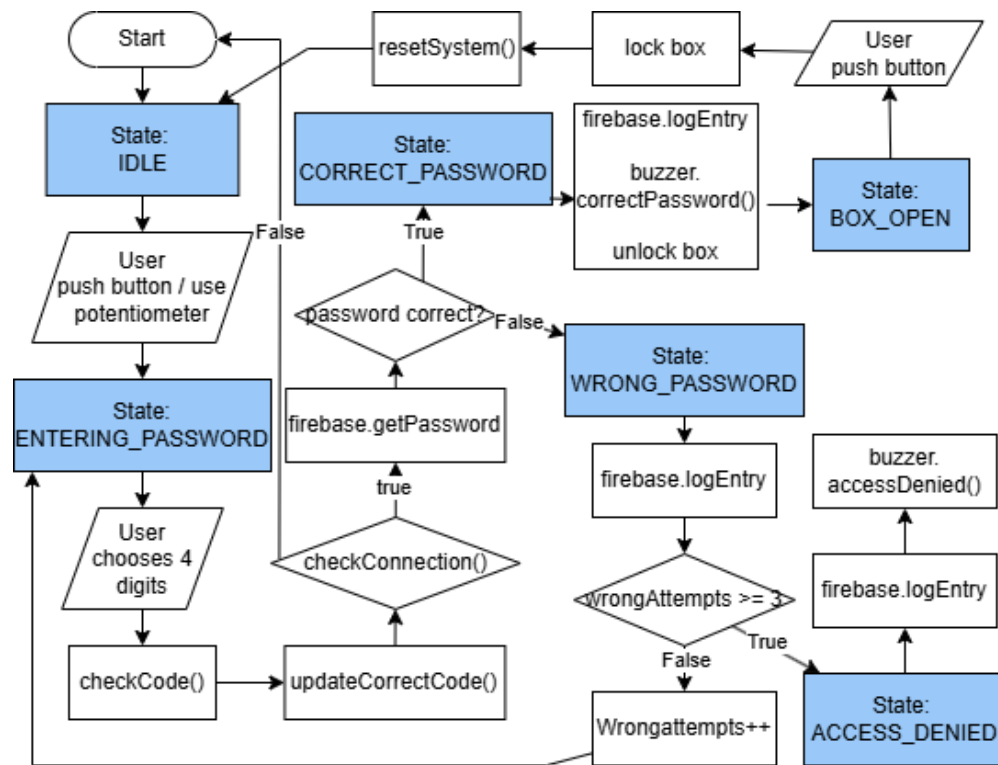 Start
resetSystem()
lock box
User
push button
State:
IDLE
State:
CORRECT_PASSWORD
firebase.logEntry
buzzer.
correctPassword()
unlock box
State:
BOX_OPEN
False
True
User
push button / use
potentiometer
password correct?
False
State:
WRONG_PASSWORD
State:
ENTERING_PASSWORD
firebase.getPassword
firebase.logEntry
buzzer.
accessDenied()
true
User
chooses 4
digits
checkConnection()
wrongAttempts >= 3
firebase.logEntry
True
False
checkCode()
updateCorrectCode()
Wrongattempts++
State:
ACCESS_DENIED